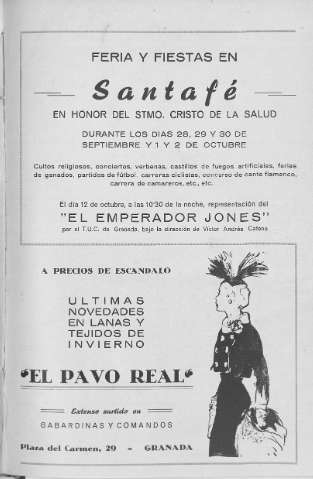 FERIA Y FIESTAS EN
Santafé
EN HONOR DEL STMO. CRISTO DE LA SALUD
DURANTE LOS DIAS 28, 29 Y 30 DE
SEPTIEMBRE Y 1 Y 2 DE OCTUBRE
Cultos religiosos, conciertos, verbenas, castillos de fuegos artificiales, ferias
de ganados, partidos de fútbol, carreras ciclistas, concurso de cante flamenco,
carrera de camareros, etc., etc.
El día 12 de octubre, a las 10'30 de la noche, representación del
"EL EMPERADOR JONES"
por el T.U.C. de Granada, bajo la dirección de Víctor Andrés Catena
A PRECIOS DE ESCANDALO
ULTIMAS
NOVEDADES
EN LANAS Y
TEJIDOS DE
INVIERNO
"EL PAVO REAL"
Extenso surtido en
GABARDINAS Y COMANDOS
Plaza del Carmen, 29 - GRANADA